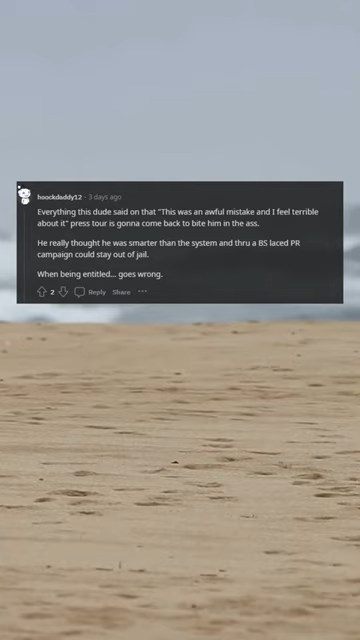 hoockdaddy12 · 3 days ago
Everything this dude said on that "This was an awful mistake and I feel terrible
about it" press tour is gonna come back to bite him in the ass.
He really thought he was smarter than the system and thru a BS laced PR
campaign could stay out of jail.
When being entitled... goes wrong.
2 Reply Share ...